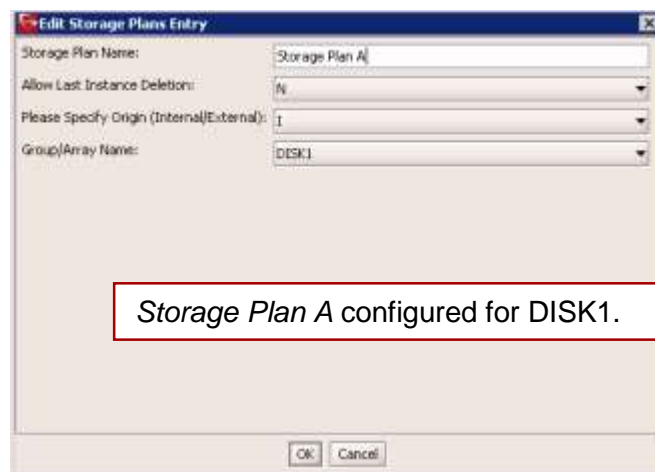 Edit Storage Plans Entry
Storage Plan Name: Storage Plan A
Allow Last Instance Deletion: N
Please Specify Origin (Internal/External): I
Group/Array Name: DISK1
Storage Plan A configured for DISK1.
OK Cancel